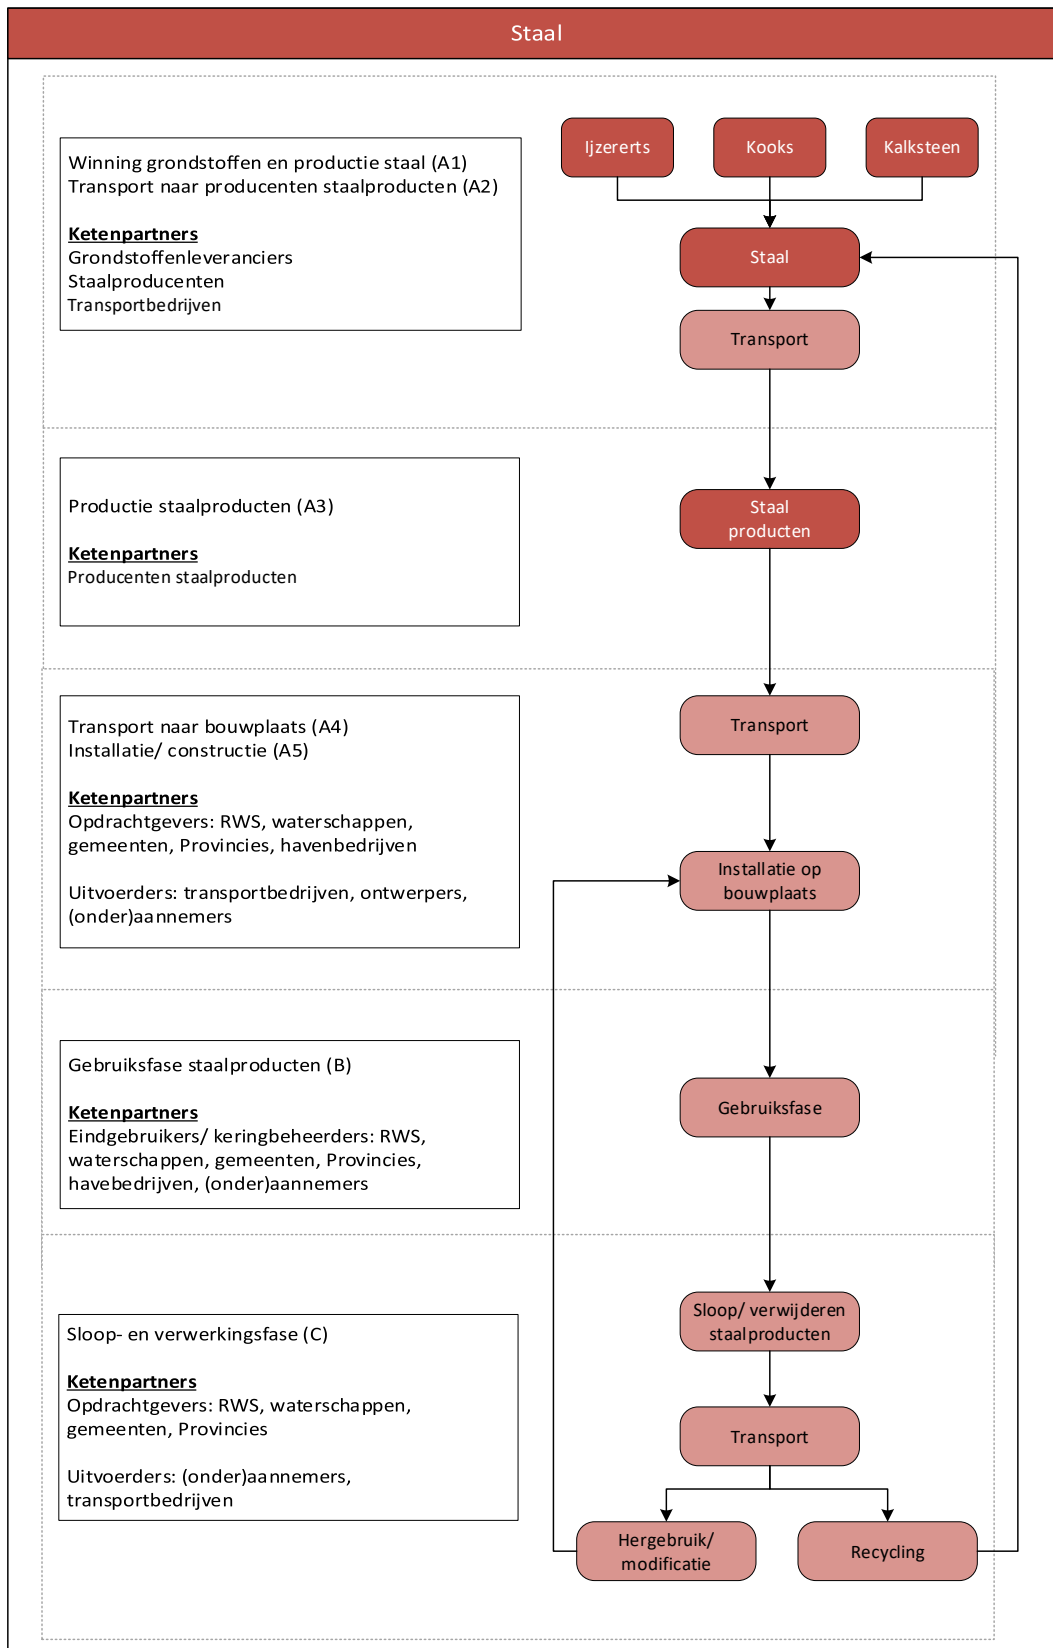 Staal
Winning grondstoffen en productie staal (A1)
Transport naar producenten staalproducten (A2)
Ketenpartners
Grondstoffenleveranciers
Staalproducenten
Transportbedrijven
Ijzererts
Kooks
Kalksteen
Staal
Transport
Productie staalproducten (A3)
Ketenpartners
Producenten staalproducten
Staal
producten
Transport naar bouwplaats (A4)
Installatie/ constructie (A5)
Ketenpartners
Opdrachtgevers: RWS, waterschappen,
gemeenten, Provincies, havenbedrijven
Uitvoerders: transportbedrijven, ontwerpers,
(onder)aannemers
Transport
Installatie op
bouwplaats
Gebruiksfase staalproducten (B)
Ketenpartners
Eindgebruikers/ keringbeheerders: RWS,
waterschappen, gemeenten, Provincies,
havebedrijven, (onder)aannemers
Gebruiksfase
Sloop- en verwerkingsfase (C)
Ketenpartners
Opdrachtgevers: RWS, waterschappen,
gemeenten, Provincies
Uitvoerders: (onder)aannemers,
transportbedrijven
Sloop/ verwijderen
staalproducten
Transport
Hergebruik/
modificatie
Recycling